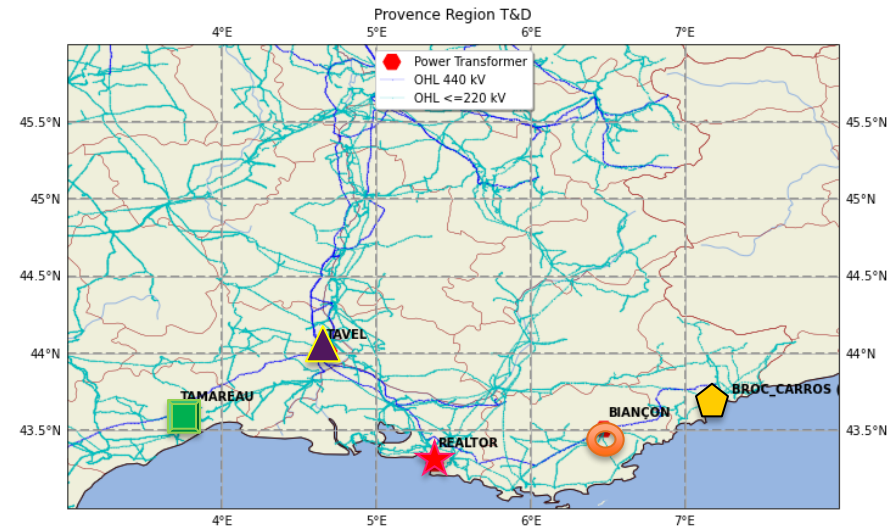 Provence Region T&D
4°E 5°E 6°E 7°E
Power Transformer
OHL 440 kV
OHL <=220 kV
45.5°N 45.5°N
45°N 45°N
44.5°N 44.5°N
TAVEL
44°N 44°N
BROC_CARROS (
TAMAREAU
BIANÇON
43.5°N 43.5°N
REALTOR
4°E 5°E 6°E 7°E